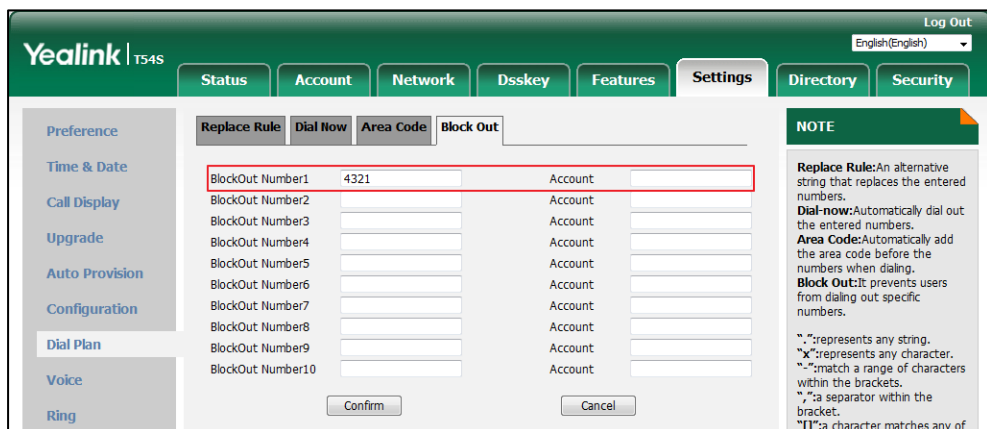 Log Out
Yealink T54S
English(English)
Status Account Network Dsskey Features Settings Directory Security
Preference
Time & Date
Call Display
Upgrade
Auto Provision
Configuration
Dial Plan
Voice
Ring
Replace Rule Dial Now Area Code Block Out
BlockOut Number1 4321 Account
BlockOut Number2 Account
BlockOut Number3 Account
BlockOut Number4 Account
BlockOut Number5 Account
BlockOut Number6 Account
BlockOut Number7 Account
BlockOut Number8 Account
BlockOut Number9 Account
BlockOut Number10 Account
Confirm Cancel
NOTE
Replace Rule:An alternative
string that replaces the entered
numbers.
Dial-now:Automatically dial out
the entered numbers.
Area Code:Automatically add
the area code before the
numbers when dialing.
Block Out:It prevents users
from dialing out specific
numbers.
".":represents any string.
"x":represents any character.
"-":match a range of characters
within the brackets.
",":a separator within the
bracket.
"[]":a character matches any of